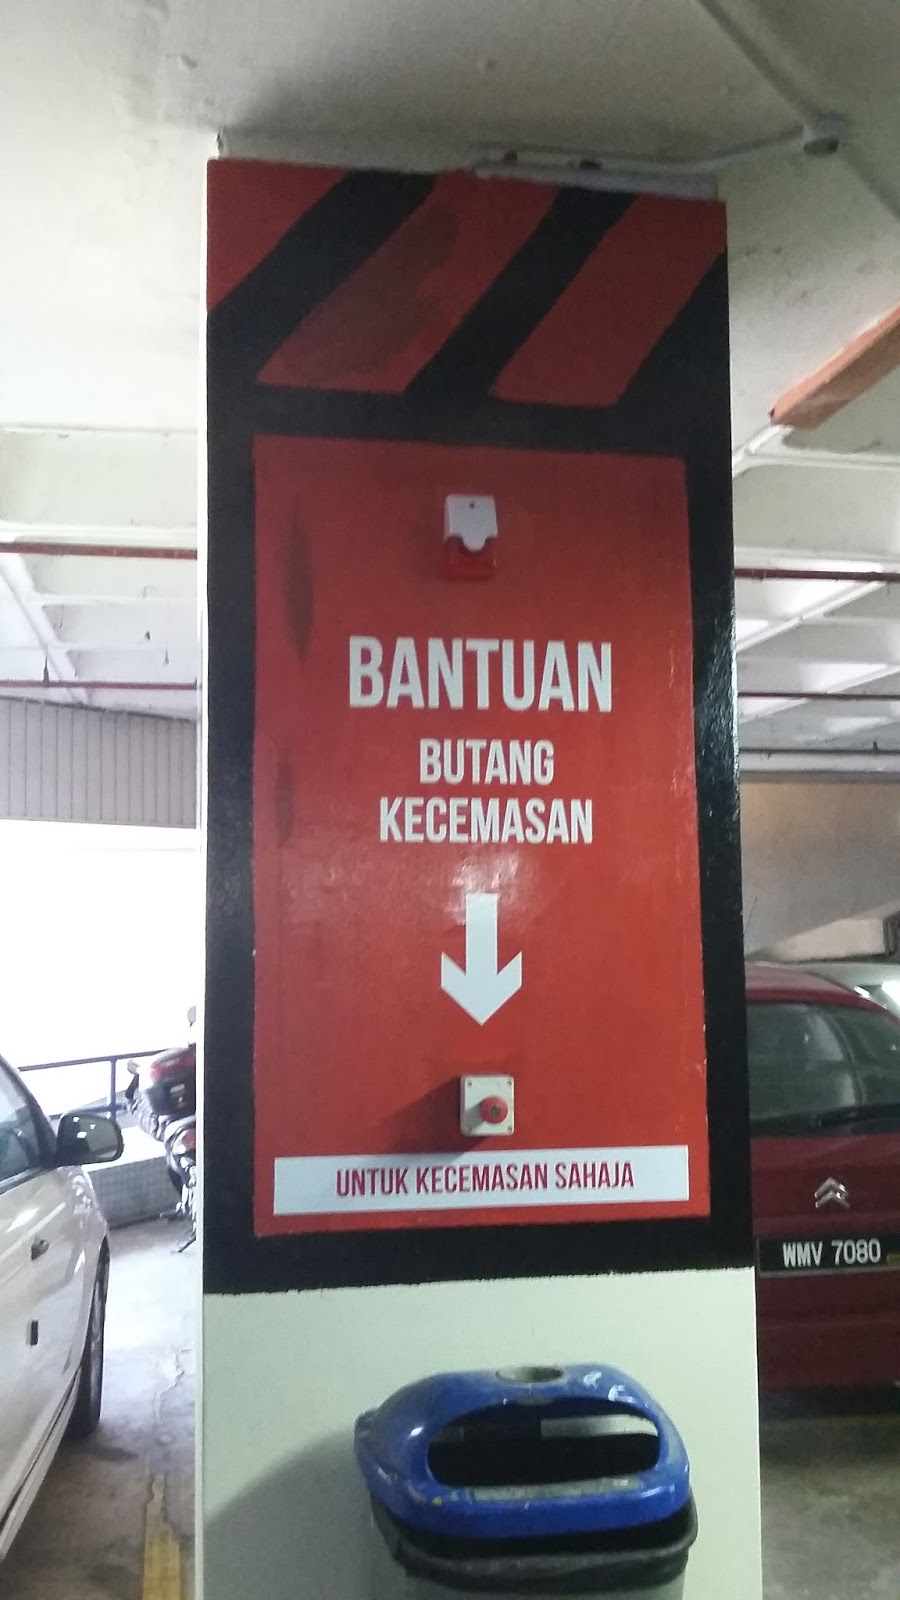 BANTUAN
BUTANG
KECEMASAN
UNTUK KECEMASAN SAHAJA
WMV 7080